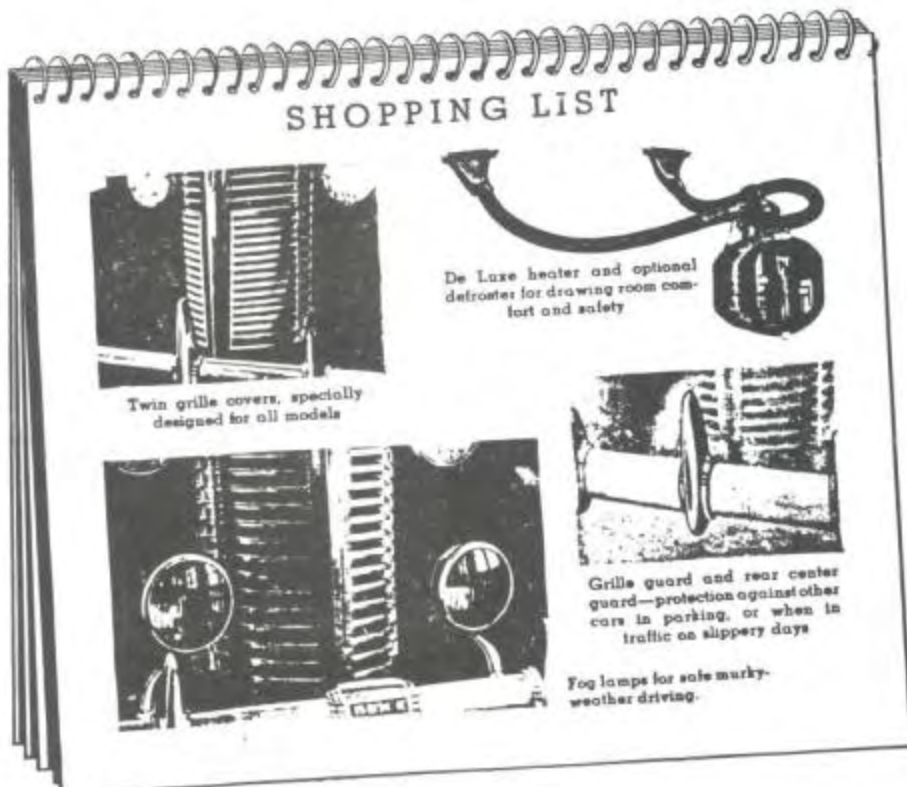 SHOPPING LIST
De Luxe heater and optional
defroster for drawing room com-
fort and safety
Twin grille covers, specially
designed for all models
Grille guard and rear center
guard—protection against other
cars in parking, or when in
traffic on slippery days
Fog lamps for safe murky-
weather driving.